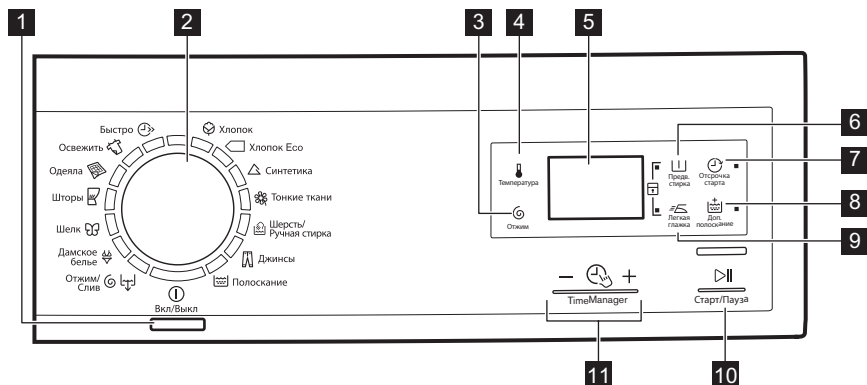 1
2
3
4
5
6
7
8
9
10
11
Быстро
Освежить
Одеяла
Шторы
Шелк
Дамское
белье
Отжим/
Слив
Вкл/Выкл
Хлопок
Хлопок Eco
Синтетика
Тонкие ткани
Шерсть/
Ручная стирка
Джинсы
Полоскание
Температура
Отжим
Предв.
стирка
Отсрочка
старта
Легкая
глажка
Доп.
полоскание
TimeManager
Старт/Пауза